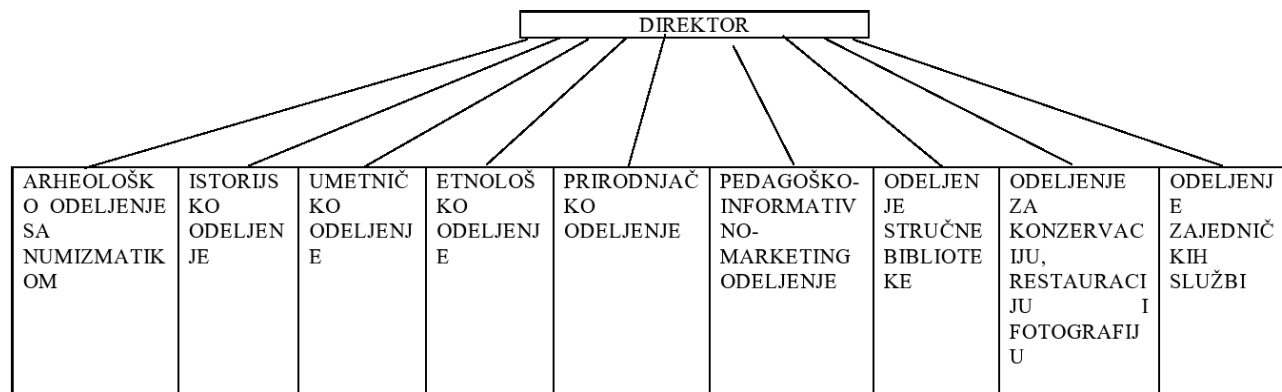 DIREKTOR
ARHEOLOŠK
O ODELJENJE
SA
NUMIZMATIK
OM
ISTORIJS
KO
ODELJEN
JE
UMETNIČ
KO
ODELJENJ
E
ETNOLOŠ
KO
ODELJENJ
E
PRIRODNJAČ
KO
ODELJENJE
PEDAGOŠKO-
INFORMATIV
NO-
MARKETING
ODELJENJE
ODELJEN
JE
STRUČNE
BIBLIOTE
KE
ODELJENJE
ZA
KONZERVAC
IJU,
RESTAURACI
JU I
FOTOGRAFIJ
U
ODELJENJ
E
ZAJEDNIČ
KIH
SLUŽBI